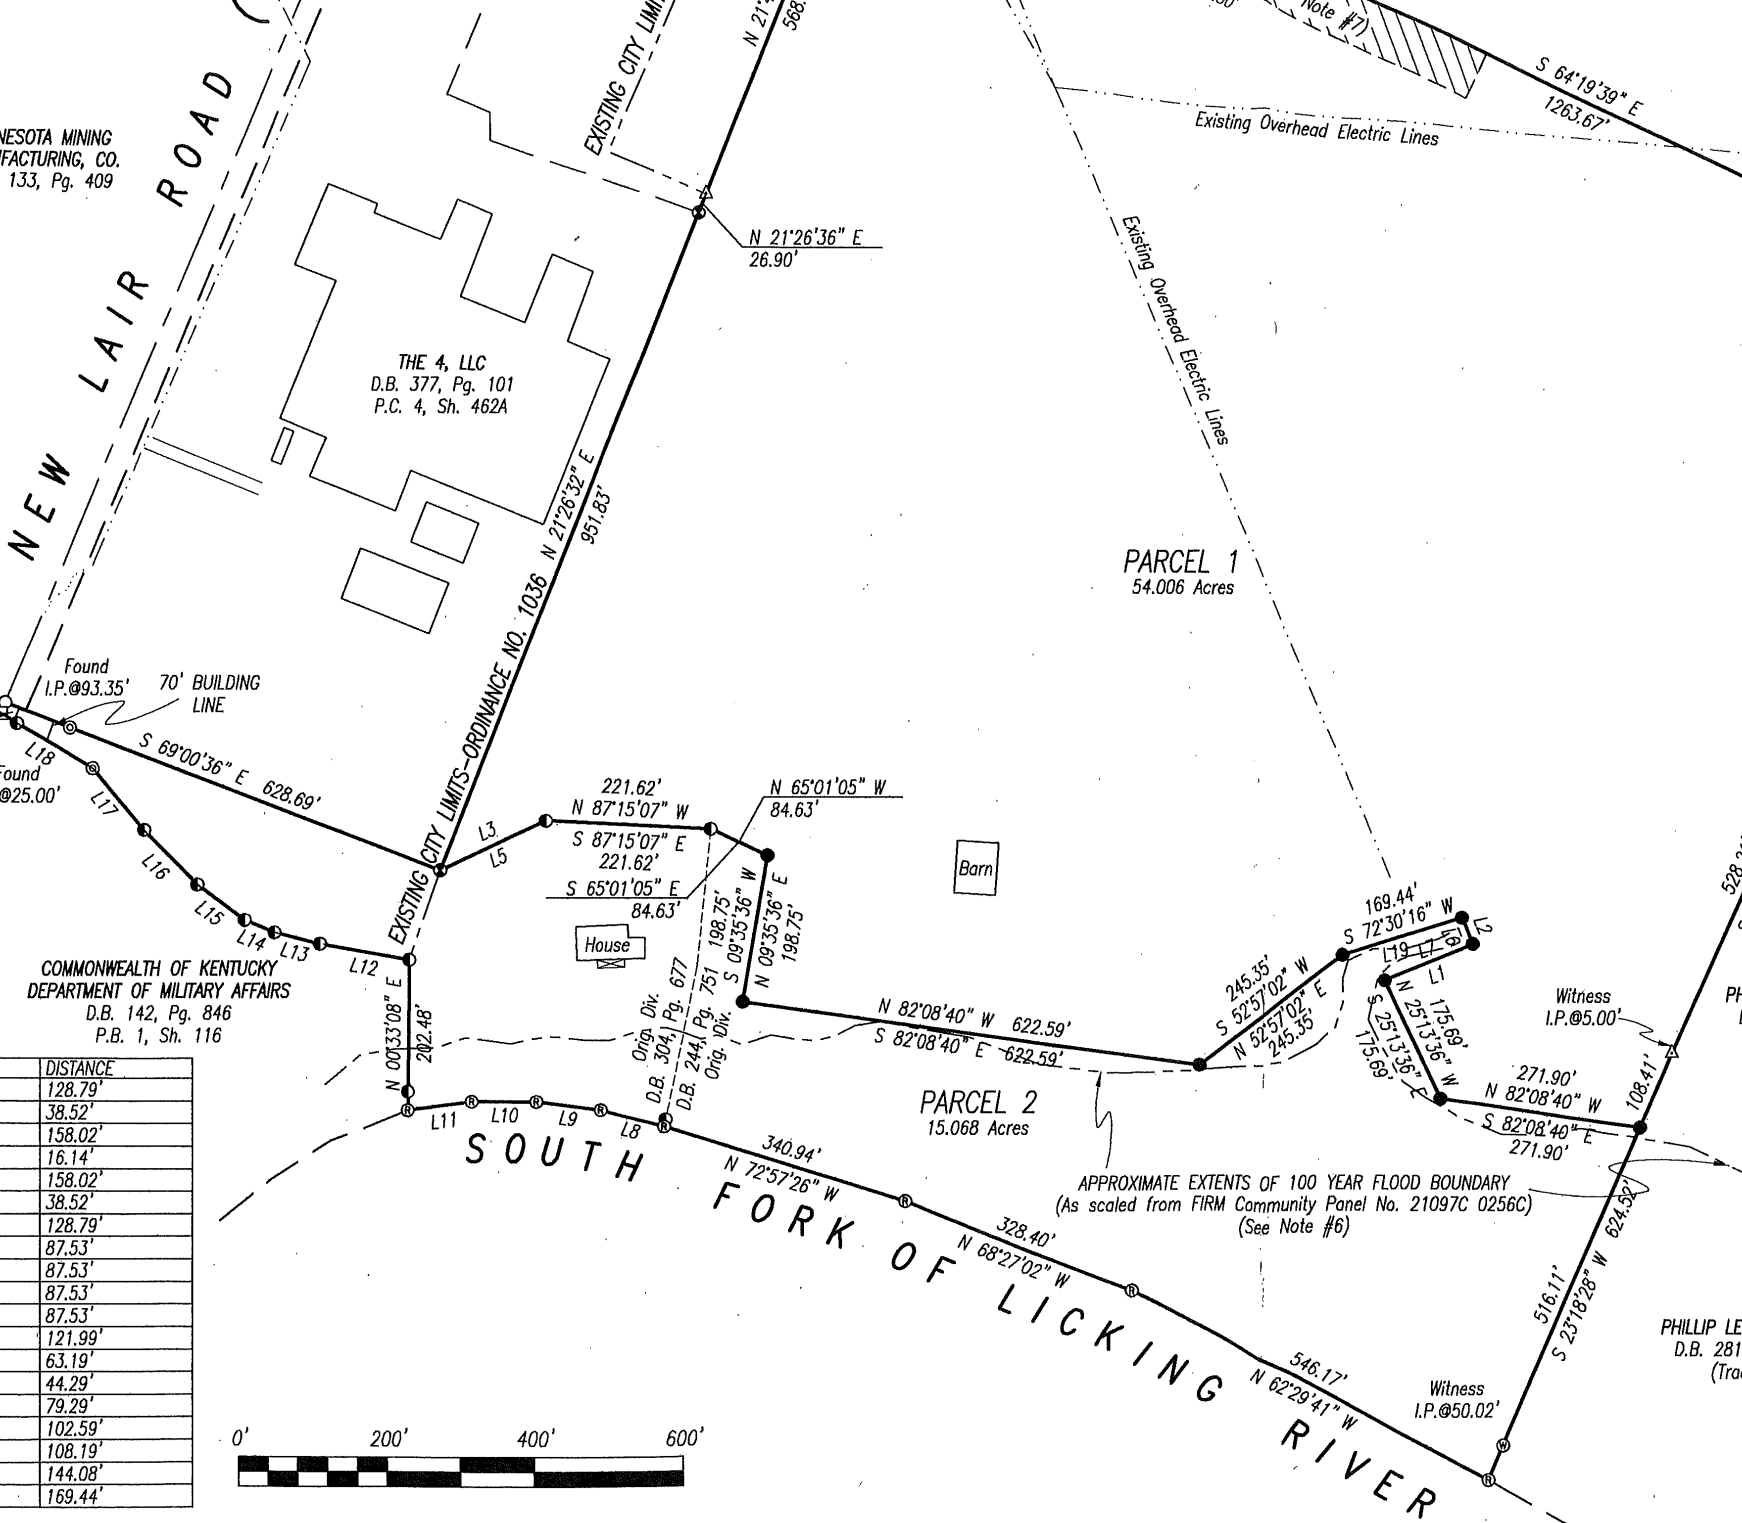 Note #7)
S 64°19'39" E
1263.67'
Existing Overhead Electric Lines
EXISTING CITY
N 21°
568.
NEW LAIR ROAD
133, Pg. 409
N 21°26'36" E
26.90'
Existing Overhead Electric Lines
THE 4, LLC
D.B. 377, Pg. 101
P.C. 4, Sh. 462A
N 21°26'32" E
951.83'
EXISTING CITY LIMITS-ORDINANCE NO. 1036
PARCEL 1
54.006 Acres
Found
I.P.@93.35'
70' BUILDING
LINE
S 69°00'36" E 628.69'
@25.00'
L18
L17
L16
L15
L14
L13
L12
L3
L5
221.62'
N 87°15'07" W
S 87°15'07" E
221.62'
N 65°01'05" W
84.63'
S 65°01'05" E
84.63'
S 09°35'36" W
198.75'
N 09°35'36" E
198.75'
House
Barn
Orig. Div.
D.B. 304, Pg. 677
D.B. 244, Pg. 751
Orig. Div.
N 82°08'40" W 622.59'
S 82°08'40" E 622.59'
245.35'
S 52°57'02" W
N 52°57'02" E
245.35'
169.44'
S 72°30'16" W
L2
L19 L7 L6
L1
175.69'
N 25°13'36" W
S 25°13'36" E
175.69'
271.90'
N 82°08'40" W
S 82°08'40" E
271.90'
Witness
I.P.@5.00'
108.41'
COMMONWEALTH OF KENTUCKY
DEPARTMENT OF MILITARY AFFAIRS
D.B. 142, Pg. 846
P.B. 1, Sh. 116
N 00°33'08" E
202.48'
L11
L10
L9
L8
PARCEL 2
15.068 Acres
APPROXIMATE EXTENTS OF 100 YEAR FLOOD BOUNDARY
(As scaled from FIRM Community Panel No. 21097C 0256C)
(See Note #6)
SOUTH FORK OF LICKING RIVER
340.94'
N 72°57'26" W
328.40'
N 68°27'02" W
546.17'
N 62°29'41" W
516.11'
S 23°18'28" W 624.52'
Witness
I.P.@50.02'
PHILLIP LE
D.B. 281
DISTANCE
128.79'
38.52'
158.02'
16.14'
158.02'
38.52'
128.79'
87.53'
87.53'
87.53'
87.53'
121.99'
63.19'
44.29'
79.29'
102.59'
108.19'
144.08'
169.44'
0' 200' 400' 600'